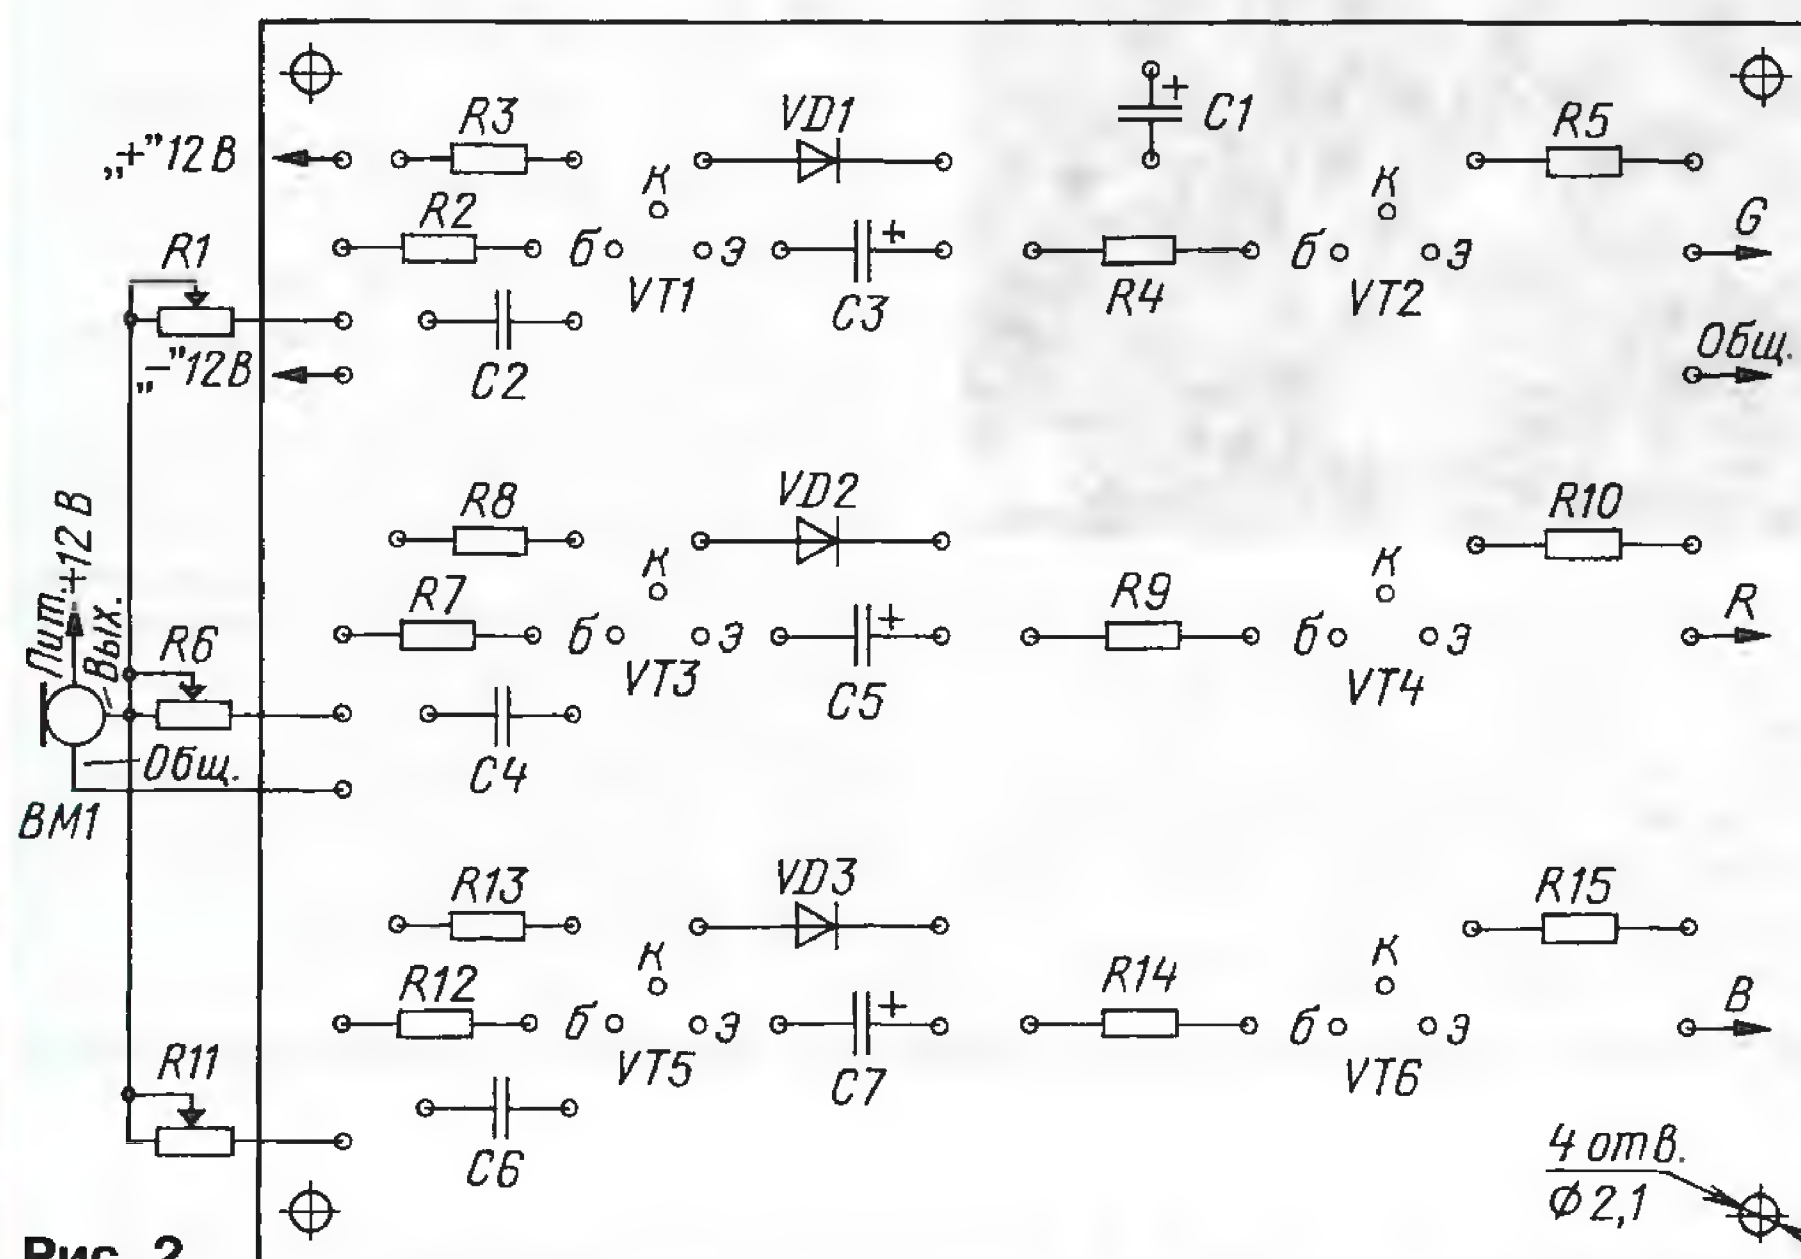 R3
VD1
+
C1
R5
„+”12 В
к
к
R2
R1
б
э
+
б
э
G
VT1
C3
R4
VT2
Общ.
„−”12В
C2
R8
VD2
R10
Пит.+12 В
Вых.
к
к
R7
R9
R
R6
б
э
+
б
э
VT3
C5
VT4
Общ.
C4
BM1
R13
VD3
R15
к
к
R12
R14
B
R11
б
э
+
б
э
VT5
C7
VT6
C6
4 отв.
Ф 2,1
Рис. 2